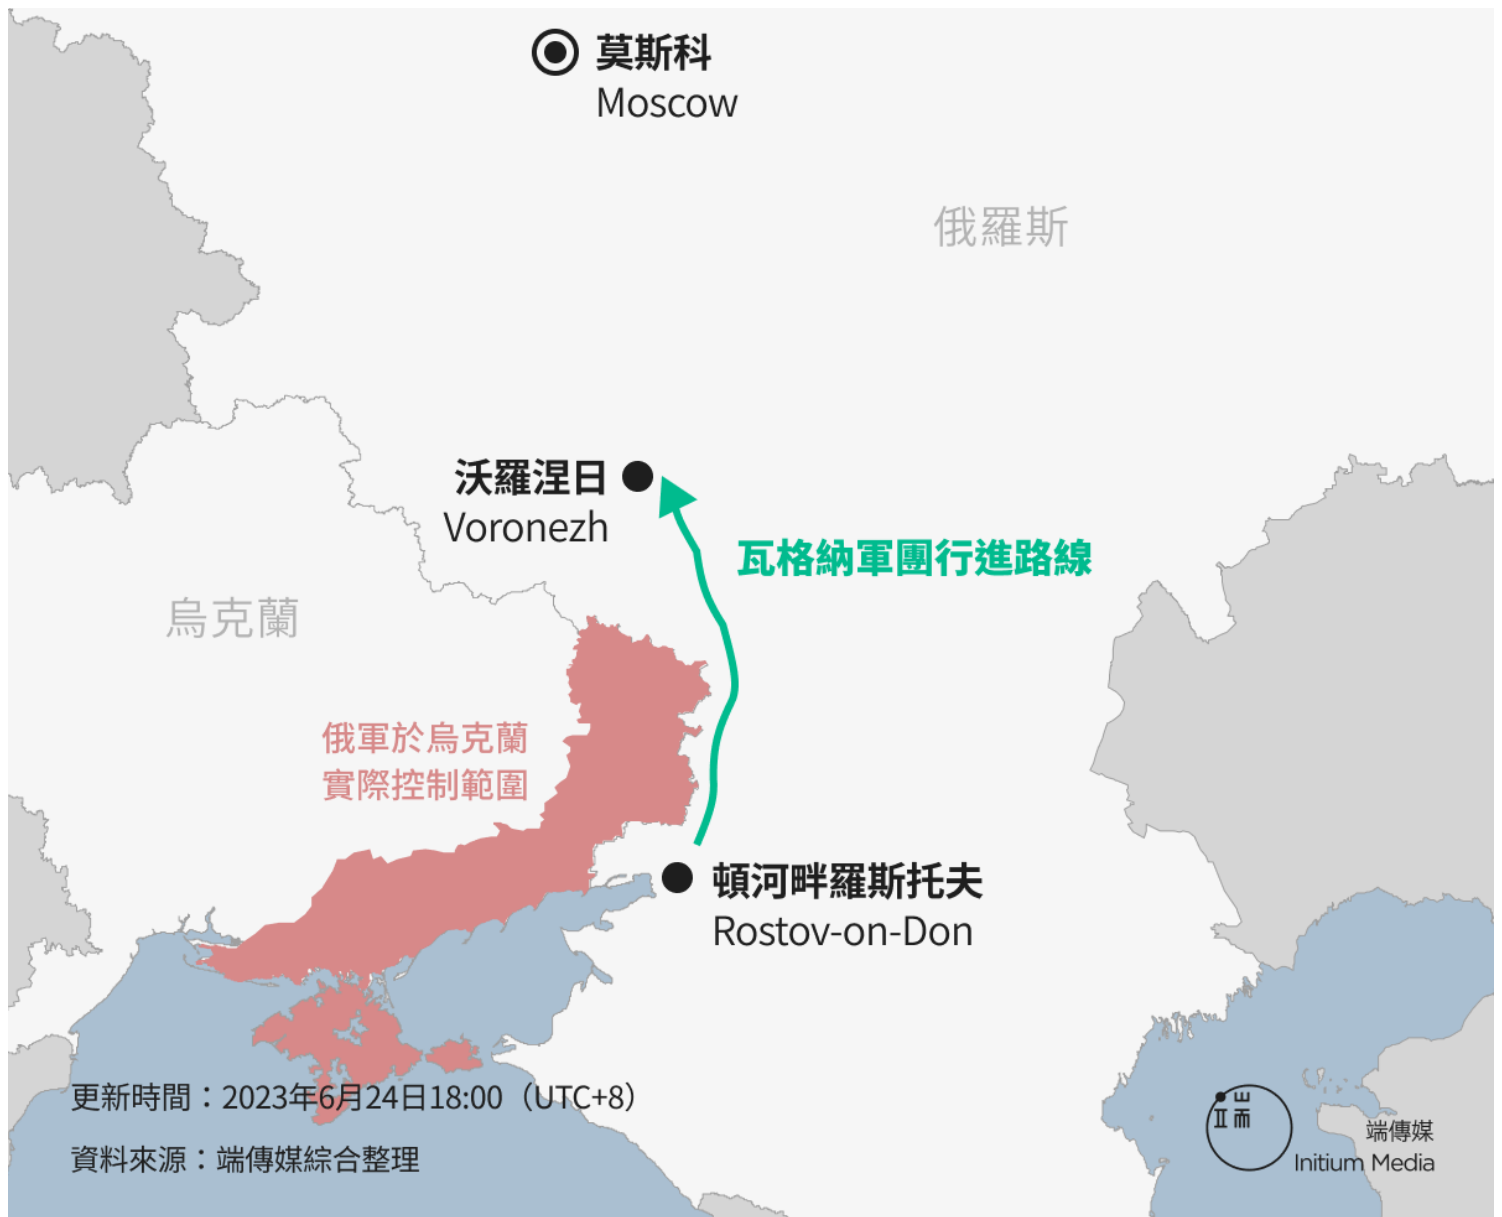 莫斯科
Moscow
俄羅斯
沃羅涅日
Voronezh
瓦格納軍團行進路線
烏克蘭
俄軍於烏克蘭
實際控制範圍
頓河畔羅斯托夫
Rostov-on-Don
更新時間：2023年6月24日18:00（UTC+8）
資料來源：端傳媒綜合整理
端
端傳媒
Initium Media